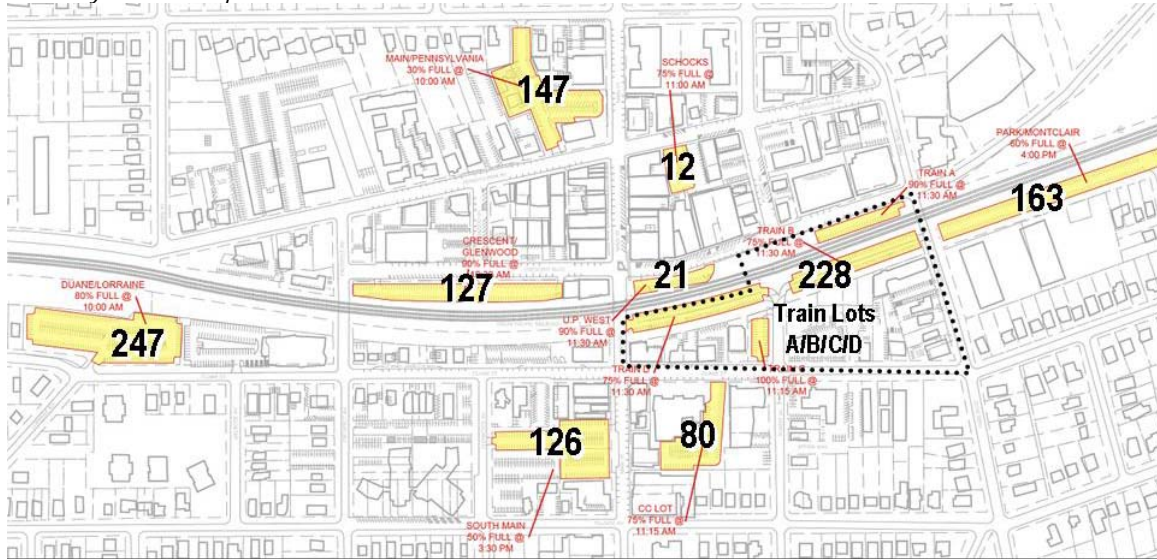 MAIN/PENNSYLVANIA
30% FULL @
10:00 AM
147
SCHOCKS
75% FULL @
11:00 AM
12
PARK/MONTCLAIR
60% FULL @
4:00 PM
163
TRAIN A
90% FULL @
11:30 AM
TRAIN B
75% FULL @
11:30 AM
228
Train Lots
A/B/C/D
CRESCENT/
GLENWOOD
90% FULL @
127
21
U.P. WEST
90% FULL @
11:30 AM
DUANE/LORRAINE
80% FULL @
10:00 AM
247
TRAIN D
75% FULL @
11:30 AM
100% FULL @
11:15 AM
126
SOUTH MAIN
50% FULL @
3:30 PM
80
CC LOT
75% FULL @
11:15 AM